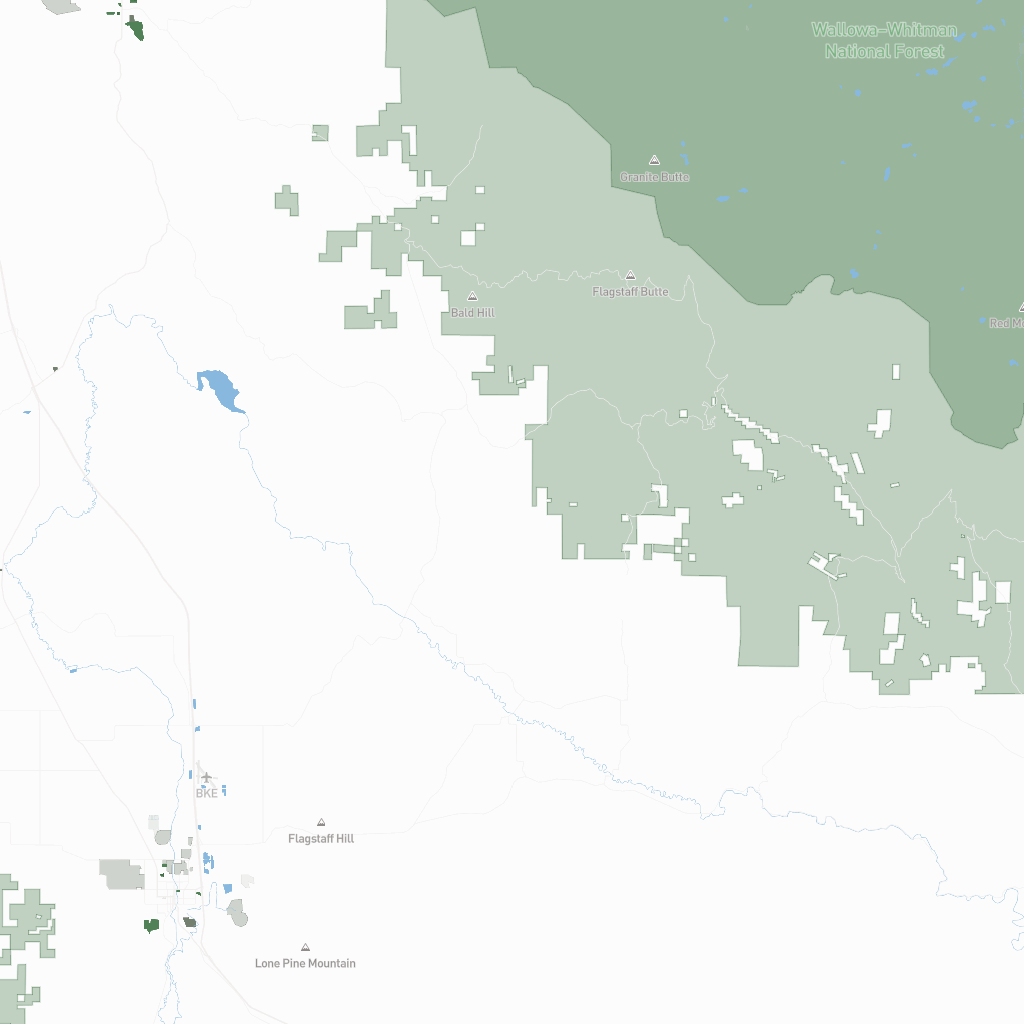 Wallowa-Whitman
National Forest
Granite Butte
Flagstaff Butte
Bald Hill
BKE
Flagstaff Hill
Lone Pine Mountain